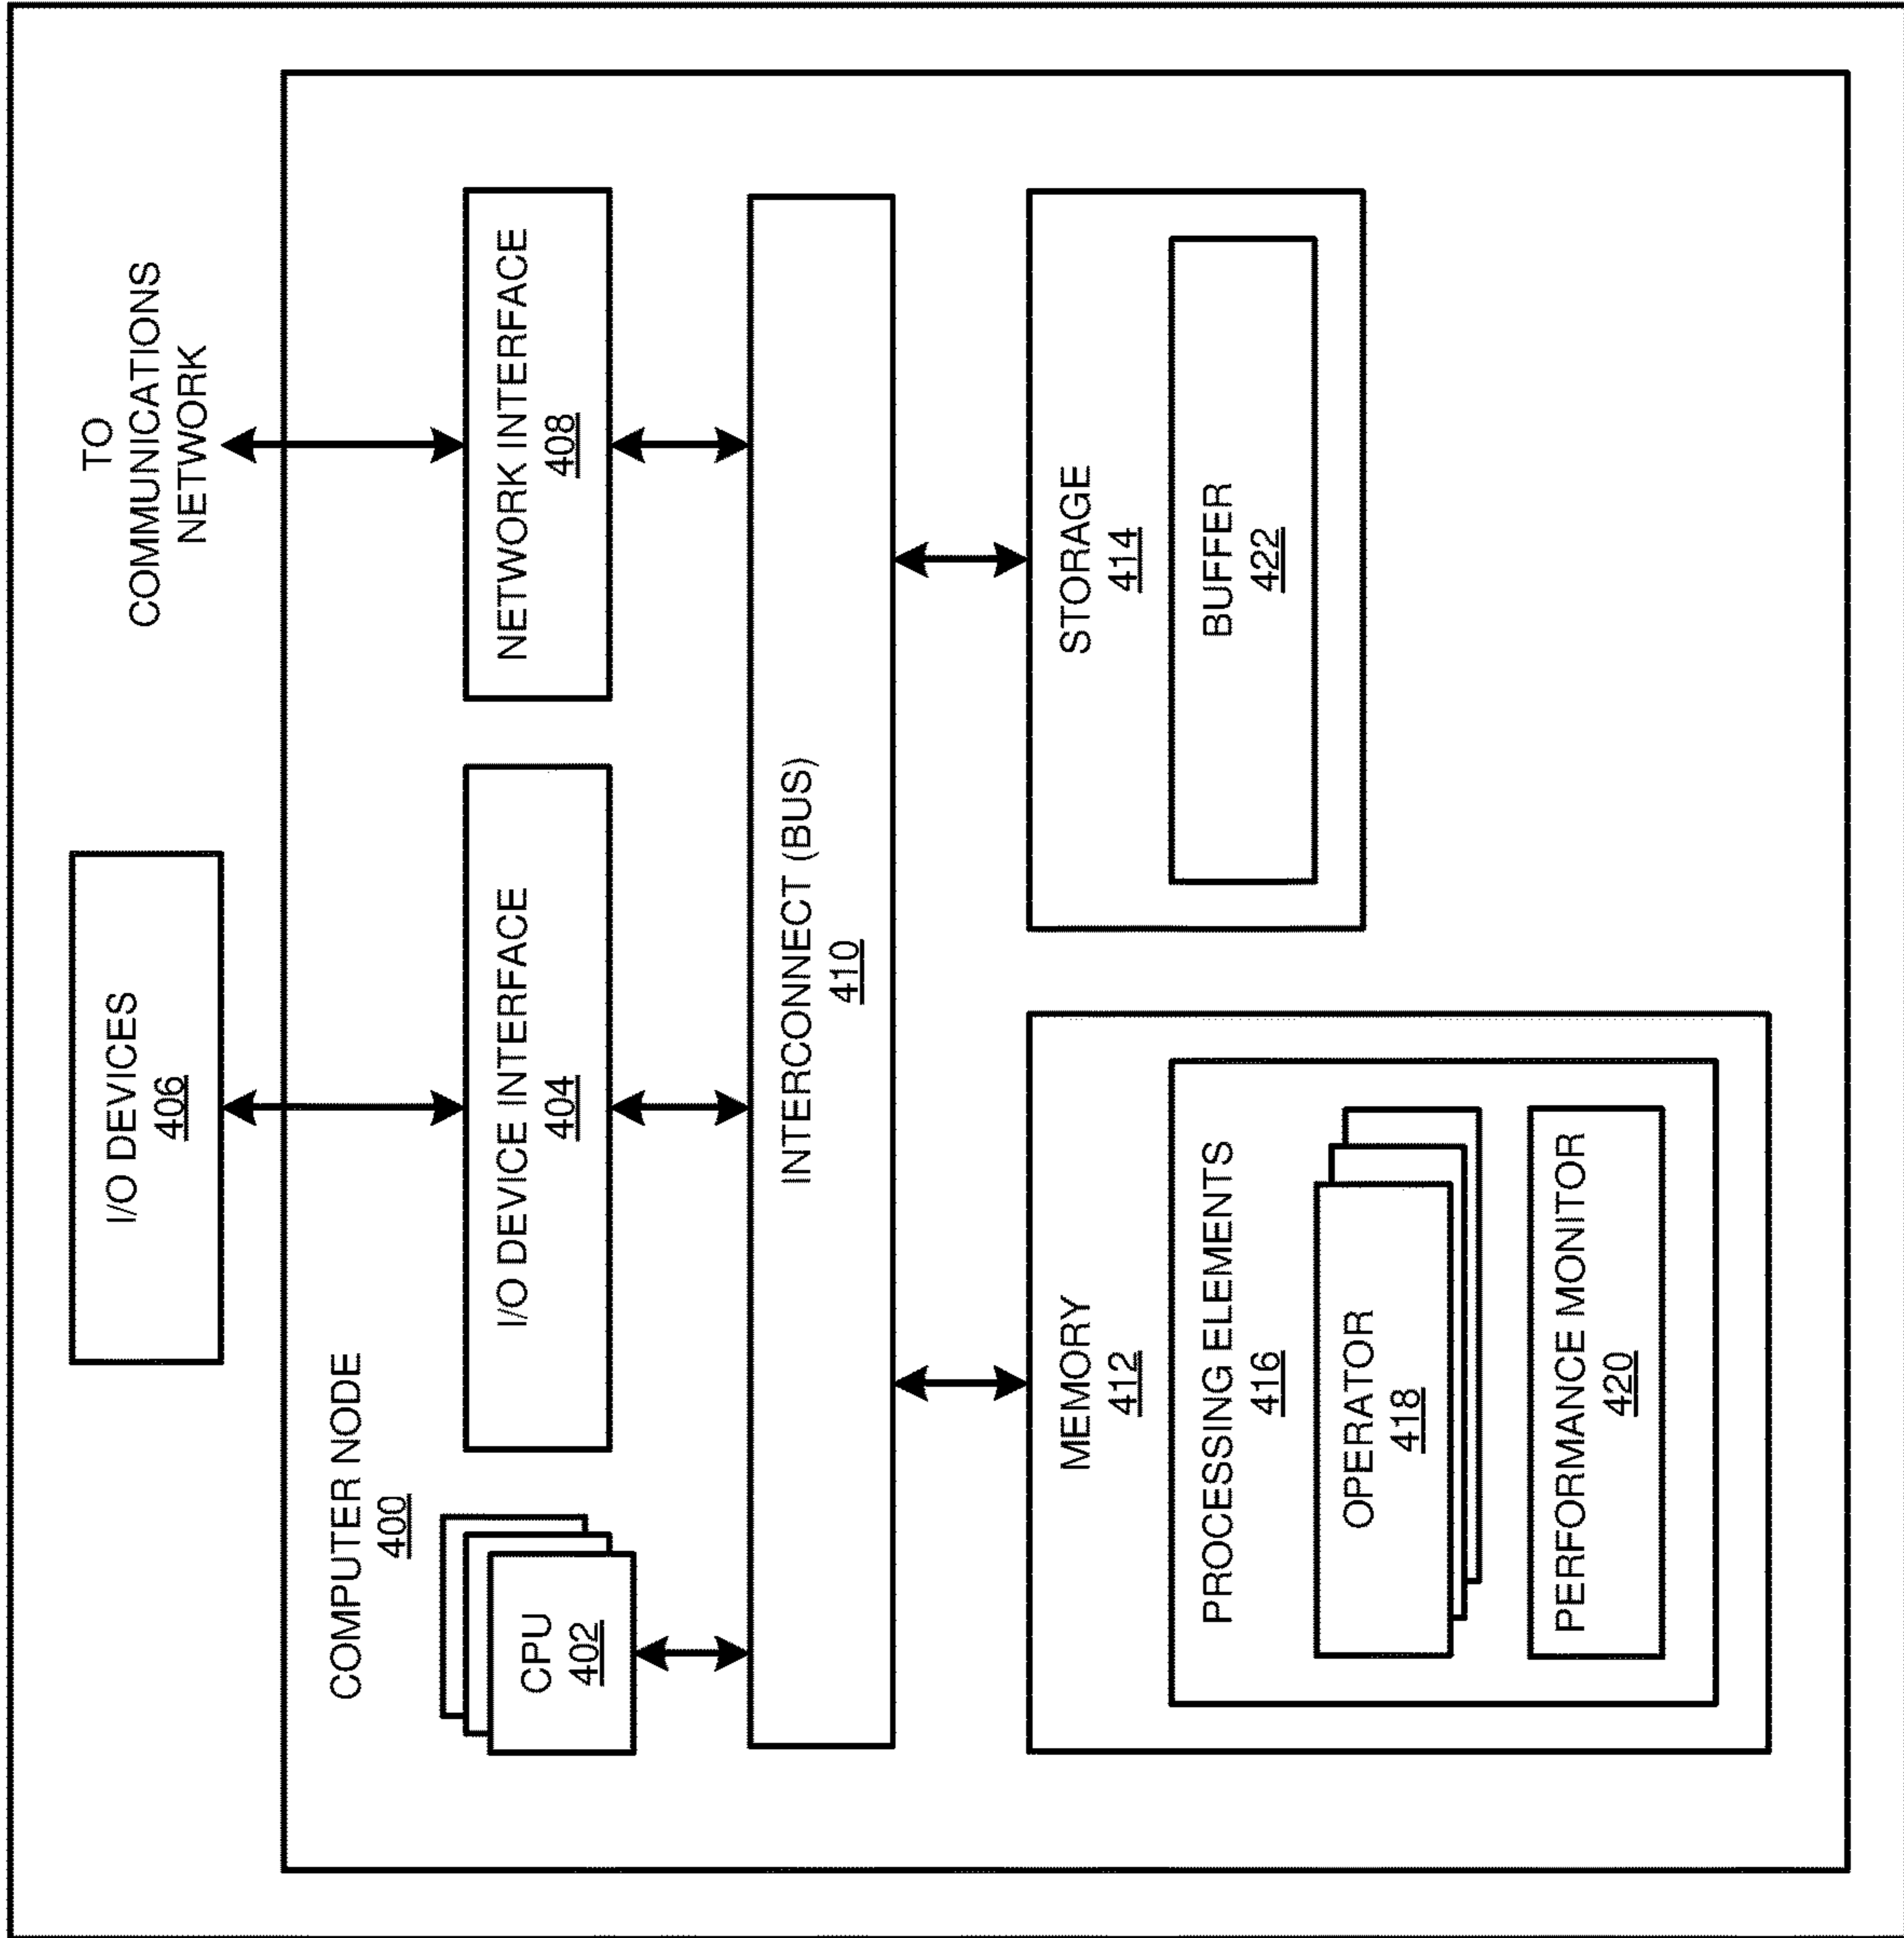 I/O DEVICES
406
TO
COMMUNICATIONS
NETWORK
COMPUTER NODE
400
CPU
402
I/O DEVICE INTERFACE
404
NETWORK INTERFACE
408
INTERCONNECT (BUS)
410
MEMORY
412
PROCESSING ELEMENTS
416
OPERATOR
418
PERFORMANCE MONITOR
420
STORAGE
414
BUFFER
422